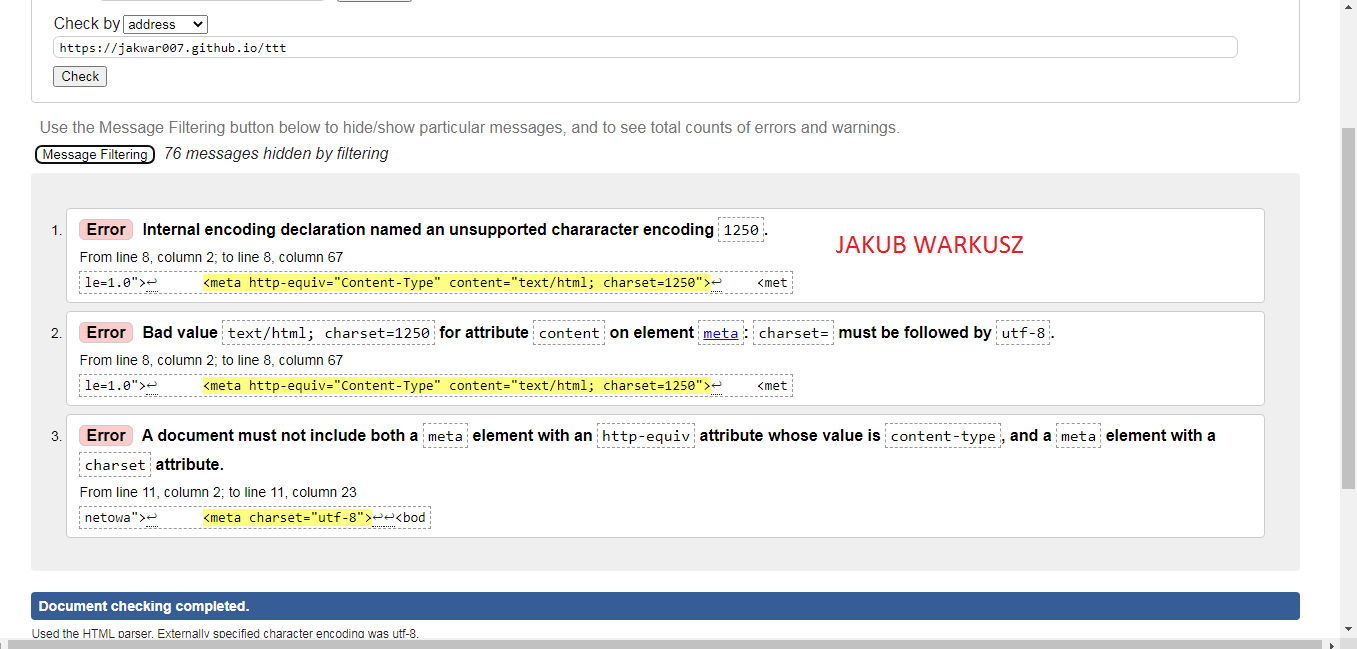 Check by address
https://jakwar007.github.io/ttt
Check
Use the Message Filtering button below to hide/show particular messages, and to see total counts of errors and warnings.
Message Filtering 76 messages hidden by filtering
1. Error Internal encoding declaration named an unsupported chararacter encoding 1250.
From line 8, column 2; to line 8, column 67
le=1.0">↩ <meta http-equiv="Content-Type" content="text/html; charset=1250">↩ <met
JAKUB WARKUSZ
2. Error Bad value text/html; charset=1250 for attribute content on element meta: charset= must be followed by utf-8.
From line 8, column 2; to line 8, column 67
le=1.0">↩ <meta http-equiv="Content-Type" content="text/html; charset=1250">↩ <met
3. Error A document must not include both a meta element with an http-equiv attribute whose value is content-type, and a meta element with a
charset attribute.
From line 11, column 2; to line 11, column 23
netowa">↩ <meta charset="utf-8">↩↩<bod
Document checking completed.
Used the HTML parser. Externally specified character encoding was utf-8.